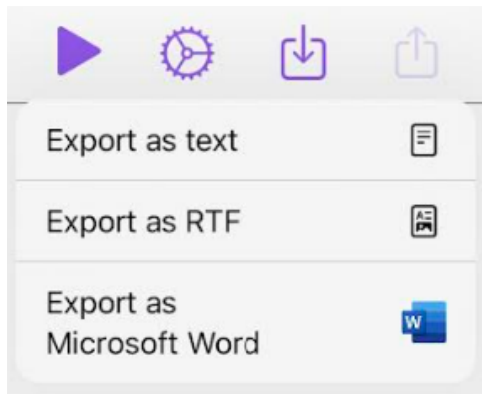 Export as text
Export as RTF
Export as
Microsoft Word
W